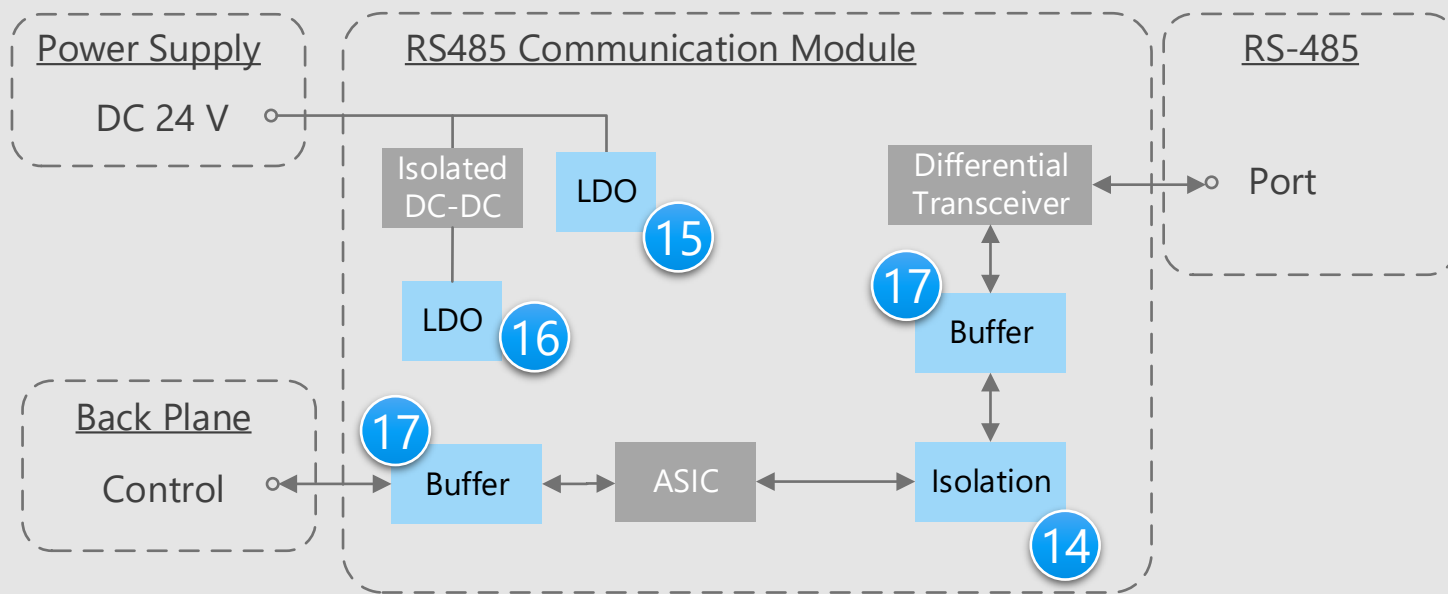 Power Supply
DC 24 V
RS485 Communication Module
RS-485
Port
Isolated
DC-DC
LDO
15
LDO
16
Differential
Transceiver
17
Buffer
Back Plane
Control
17
Buffer
ASIC
Isolation
14